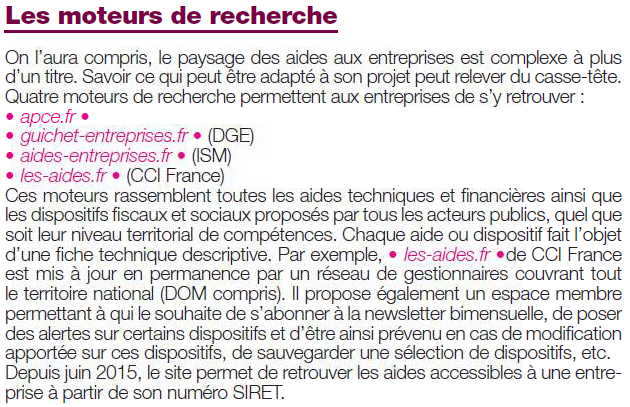 Les moteurs de recherche
On l’aura compris, le paysage des aides aux entreprises est complexe à plus
d’un titre. Savoir ce qui peut être adapté à son projet peut relever du casse-tête.
Quatre moteurs de recherche permettent aux entreprises de s’y retrouver :
• apce.fr •
• guichet-entreprises.fr • (DGE)
• aides-entreprises.fr • (ISM)
• les-aides.fr • (CCI France)
Ces moteurs rassemblent toutes les aides techniques et financières ainsi que
les dispositifs fiscaux et sociaux proposés par tous les acteurs publics, quel que
soit leur niveau territorial de compétences. Chaque aide ou dispositif fait l’objet
d’une fiche technique descriptive. Par exemple, • les-aides.fr •de CCI France
est mis à jour en permanence par un réseau de gestionnaires couvrant tout
le territoire national (DOM compris). Il propose également un espace membre
permettant à qui le souhaite de s’abonner à la newsletter bimensuelle, de poser
des alertes sur certains dispositifs et d’être ainsi prévenu en cas de modification
apportée sur ces dispositifs, de sauvegarder une sélection de dispositifs, etc.
Depuis juin 2015, le site permet de retrouver les aides accessibles à une entre-
prise à partir de son numéro SIRET.